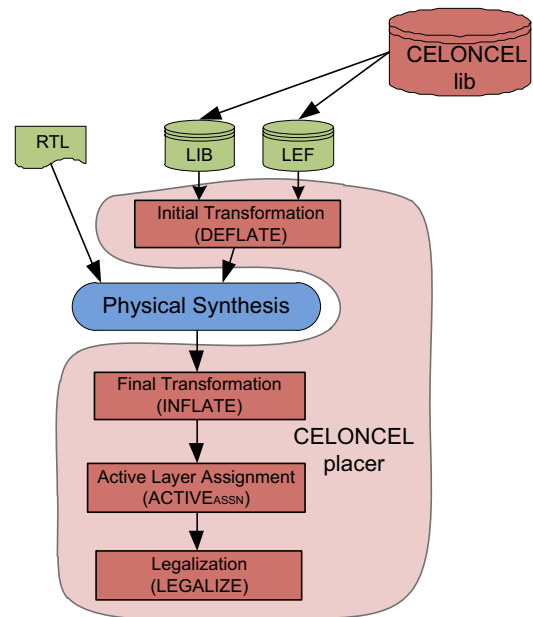 CELONCEL
lib
RTL
LIB
LEF
Initial Transformation
(DEFLATE)
Physical Synthesis
Final Transformation
(INFLATE)
CELONCEL
placer
Active Layer Assignment
(ACTIVEASSN)
Legalization
(LEGALIZE)